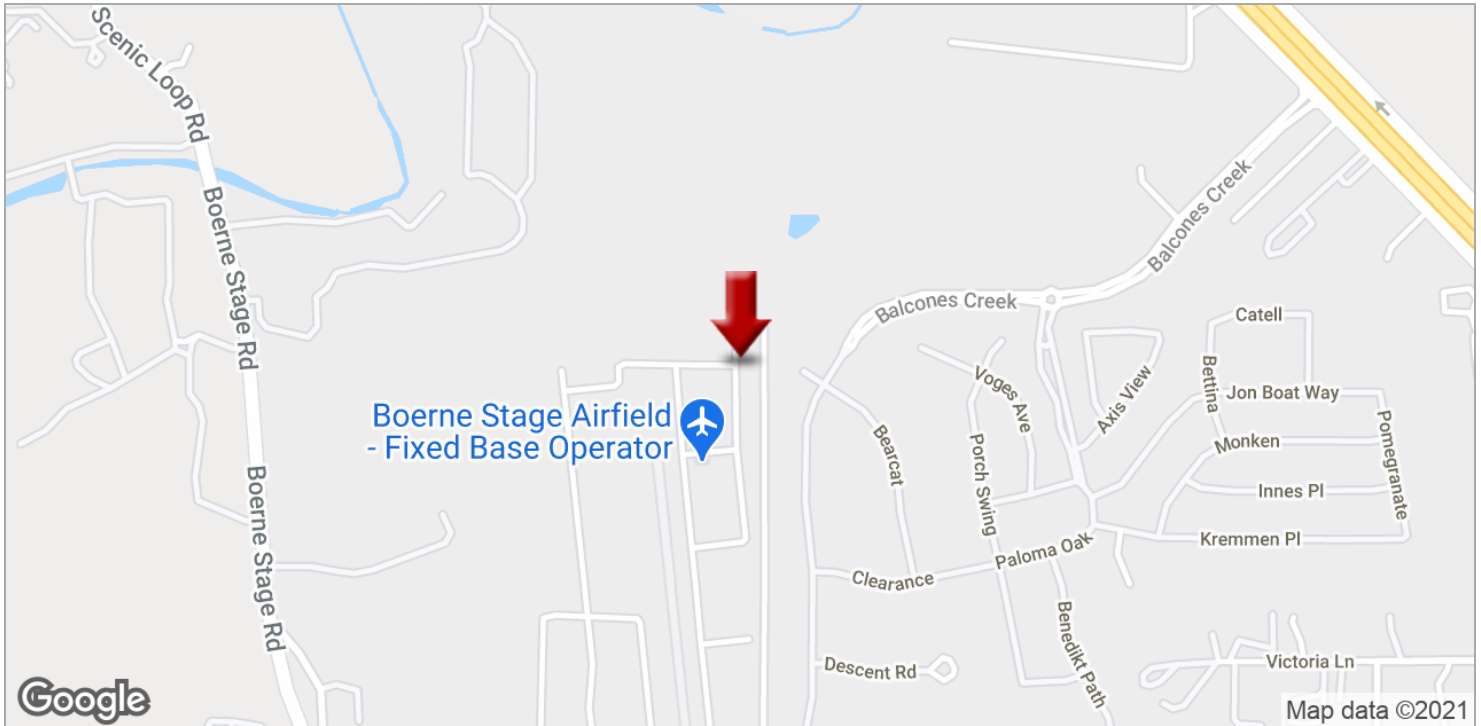 Scenic Loop Rd
Boerne Stage Rd
Boerne Stage Rd
Balcones Creek
Balcones Creek
Boerne Stage Airfield
- Fixed Base Operator
Catell
Bettina
Jon Boat Way
Voges Ave
Axis View
Bearcat
Porch Swing
Monken
Pomegranate
Innes Pl
Kremmen Pl
Paloma Oak
Clearance
Benedikt Path
Descent Rd
Victoria Ln
Google
Map data ©2021